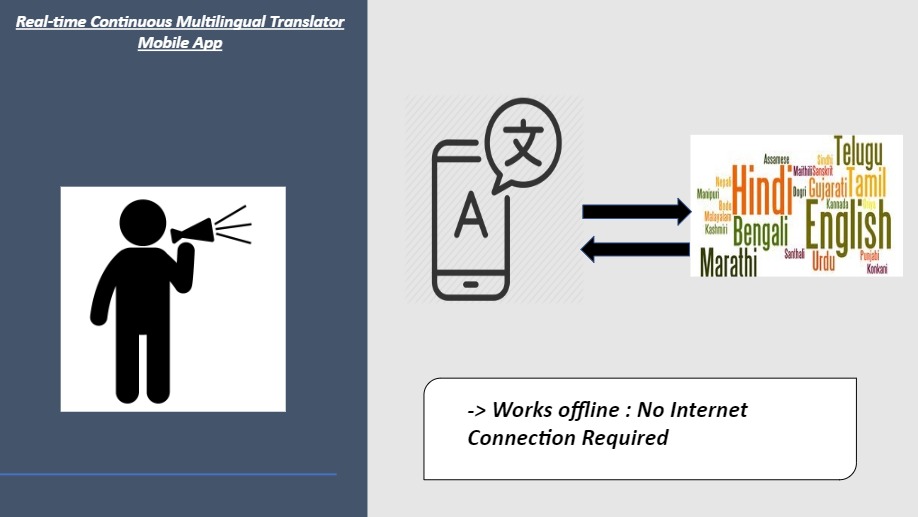 Real-time Continuous Multilingual Translator
Mobile App
文
A
Telugu
Assamese
Sindhi
Maithili
Sanskrit
Hindi
Nepali
Manipuri
Dogri
Gujarati
Tamil
Bodo
Kannada
Malayalam
English
Kashmiri
Bengali
Marathi
Santhali
Urdu
Punjabi
Konkani
-> Works offline : No Internet
Connection Required